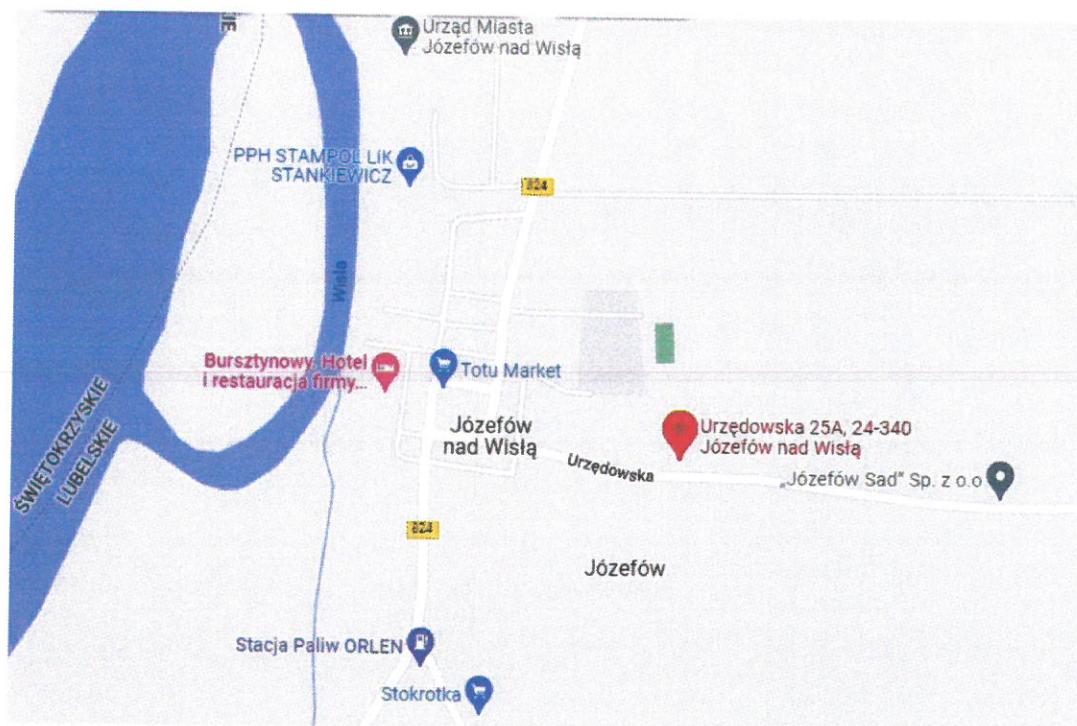 Urząd Miasta
Józefów nad Wisłą
KIE
PPH STAMPOL LIK
STANKIEWICZ
824
Wisła
Bursztynowy. Hotel
i restauracja firmy...
Totu Market
ŚWIĘTOKRZYSKIE
LUBELSKIE
Józefów
nad Wisłą
Urzędowska 25A, 24-340
Józefów nad Wisłą
Urzędowska
„Józefów Sad" Sp. z o.o
824
Józefów
Stacja Paliw ORLEN
Stokrotka